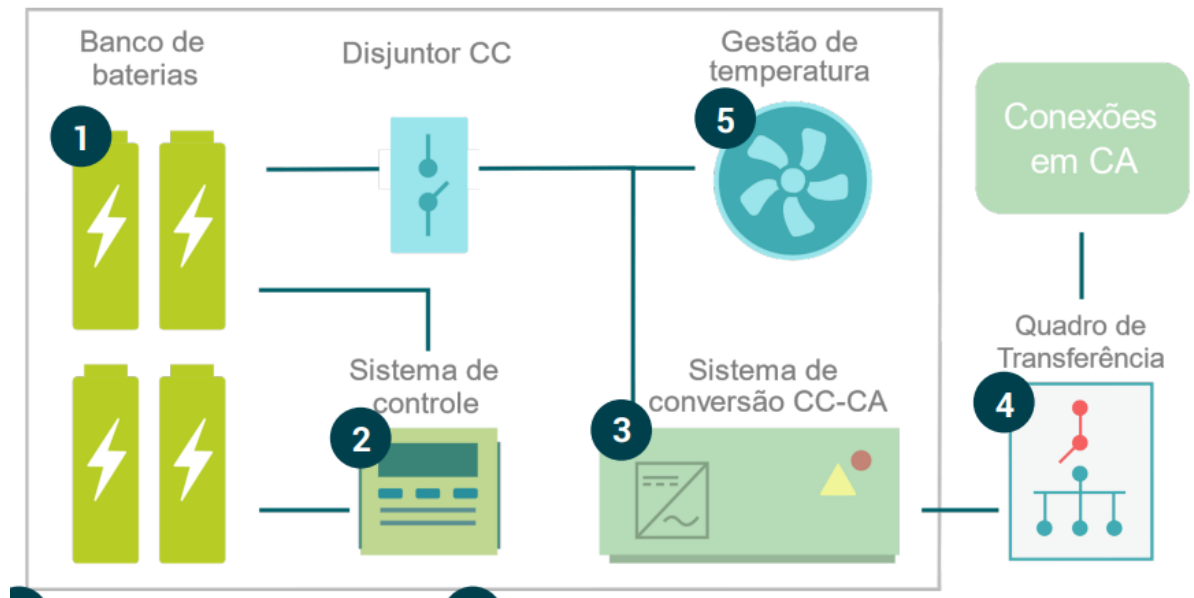 Banco de
baterias
Disjuntor CC
Gestão de
temperatura
1
5
Conexões
em CA
Sistema de
controle
2
Sistema de
conversão CC-CA
3
Quadro de
Transferência
4